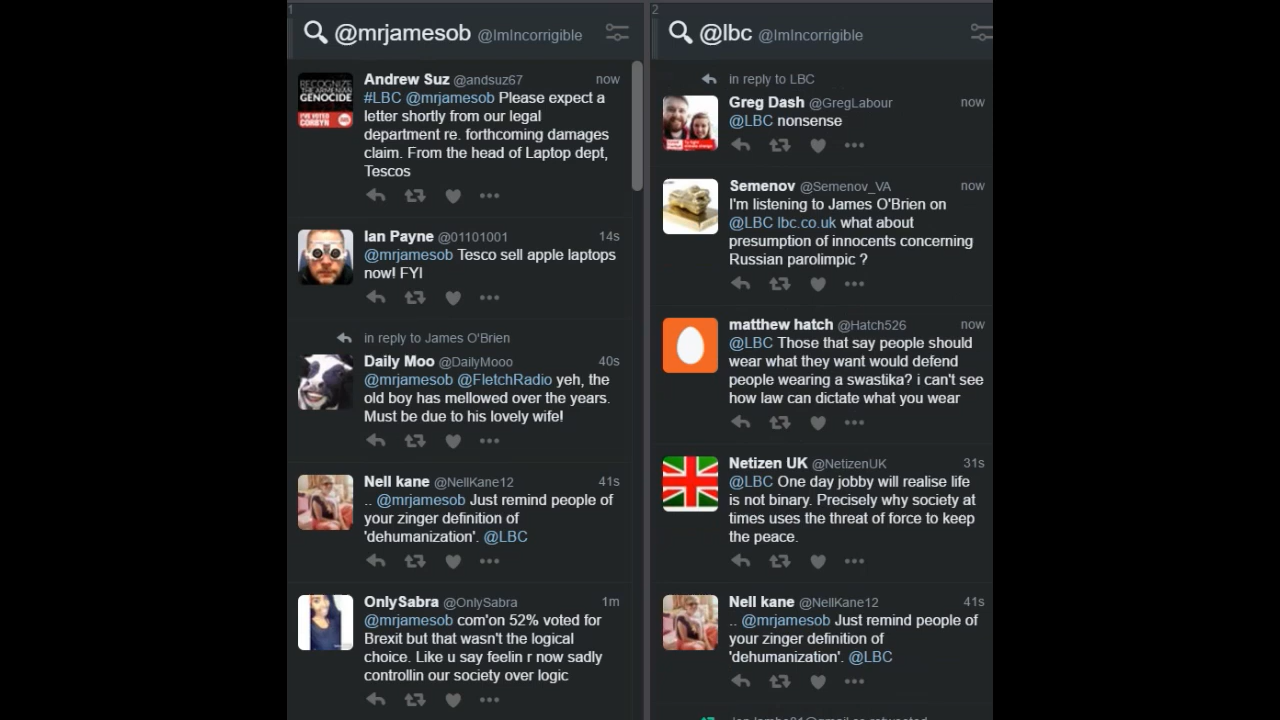 1
@mrjamesob @ImIncorrigible
Andrew Suz @andsuz67 now
RECOGNIZE
THE ARMENIAN
GENOCIDE
I'VE VOTED
CORBYN
#LBC @mrjamesob Please expect a
letter shortly from our legal
department re. forthcoming damages
claim. From the head of Laptop dept,
Tescos
Ian Payne @01101001 14s
@mrjamesob Tesco sell apple laptops
now! FYI
in reply to James O'Brien
Daily Moo @DailyMooo 40s
@mrjamesob @FletchRadio yeh, the
old boy has mellowed over the years.
Must be due to his lovely wife!
Nell kane @NellKane12 41s
.. @mrjamesob Just remind people of
your zinger definition of
'dehumanization'. @LBC
OnlySabra @OnlySabra 1m
@mrjamesob com'on 52% voted for
Brexit but that wasn't the logical
choice. Like u say feelin r now sadly
controllin our society over logic
2
@lbc @ImIncorrigible
in reply to LBC
Greg Dash @GregLabour now
@LBC nonsense
Semenov @Semenov_VA now
I'm listening to James O'Brien on
@LBC lbc.co.uk what about
presumption of innocents concerning
Russian parolimpic ?
matthew hatch @Hatch526 now
@LBC Those that say people should
wear what they want would defend
people wearing a swastika? i can't see
how law can dictate what you wear
Netizen UK @NetizenUK 31s
@LBC One day jobby will realise life
is not binary. Precisely why society at
times uses the threat of force to keep
the peace.
Nell kane @NellKane12 41s
.. @mrjamesob Just remind people of
your zinger definition of
'dehumanization'. @LBC